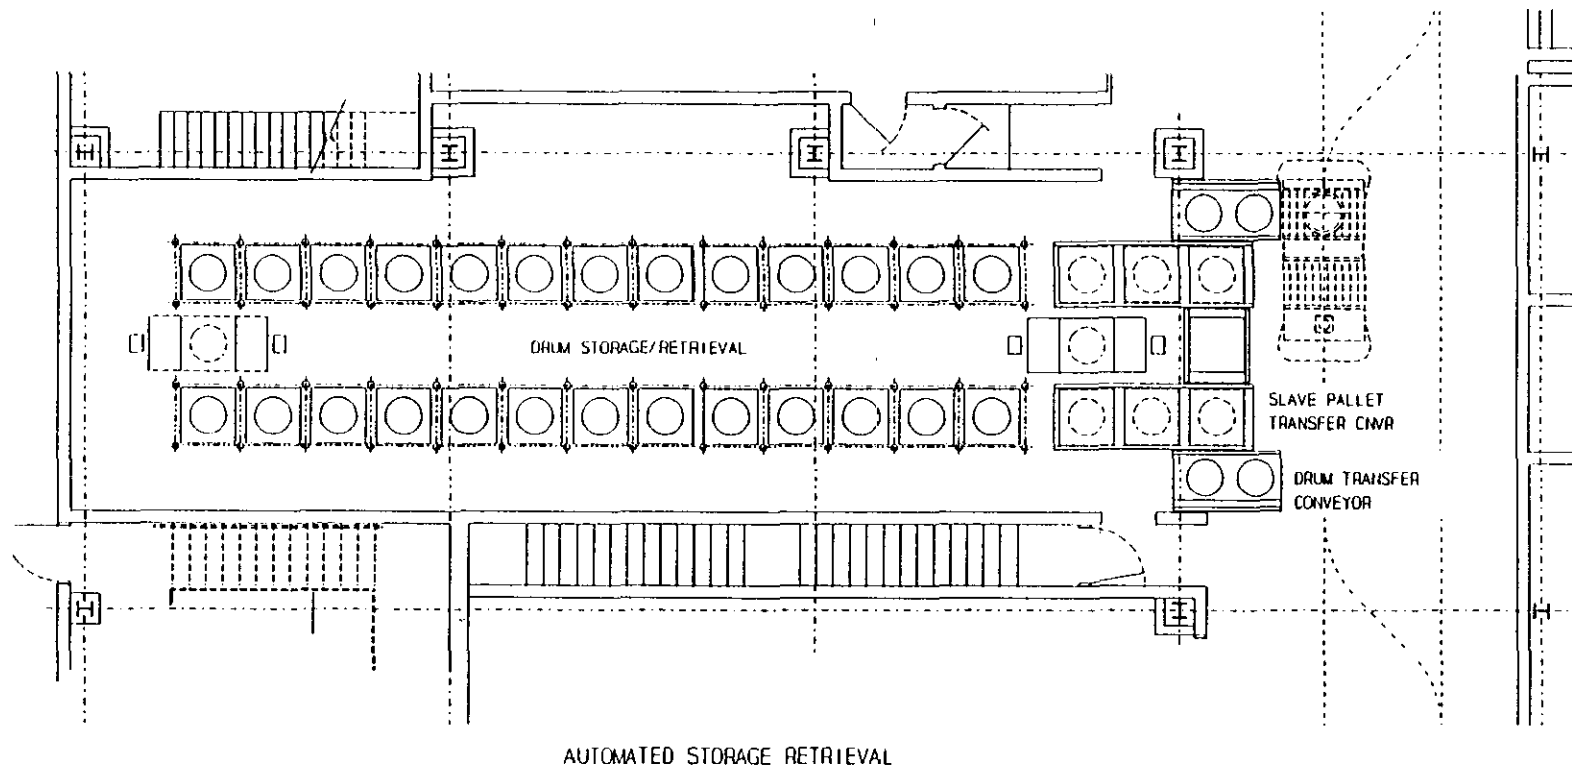 DRUM STORAGE/RETRIEVAL
SLAVE PALLET
TRANSFER CNVR
DRUM TRANSFER
CONVEYOR
AUTOMATED STORAGE RETRIEVAL